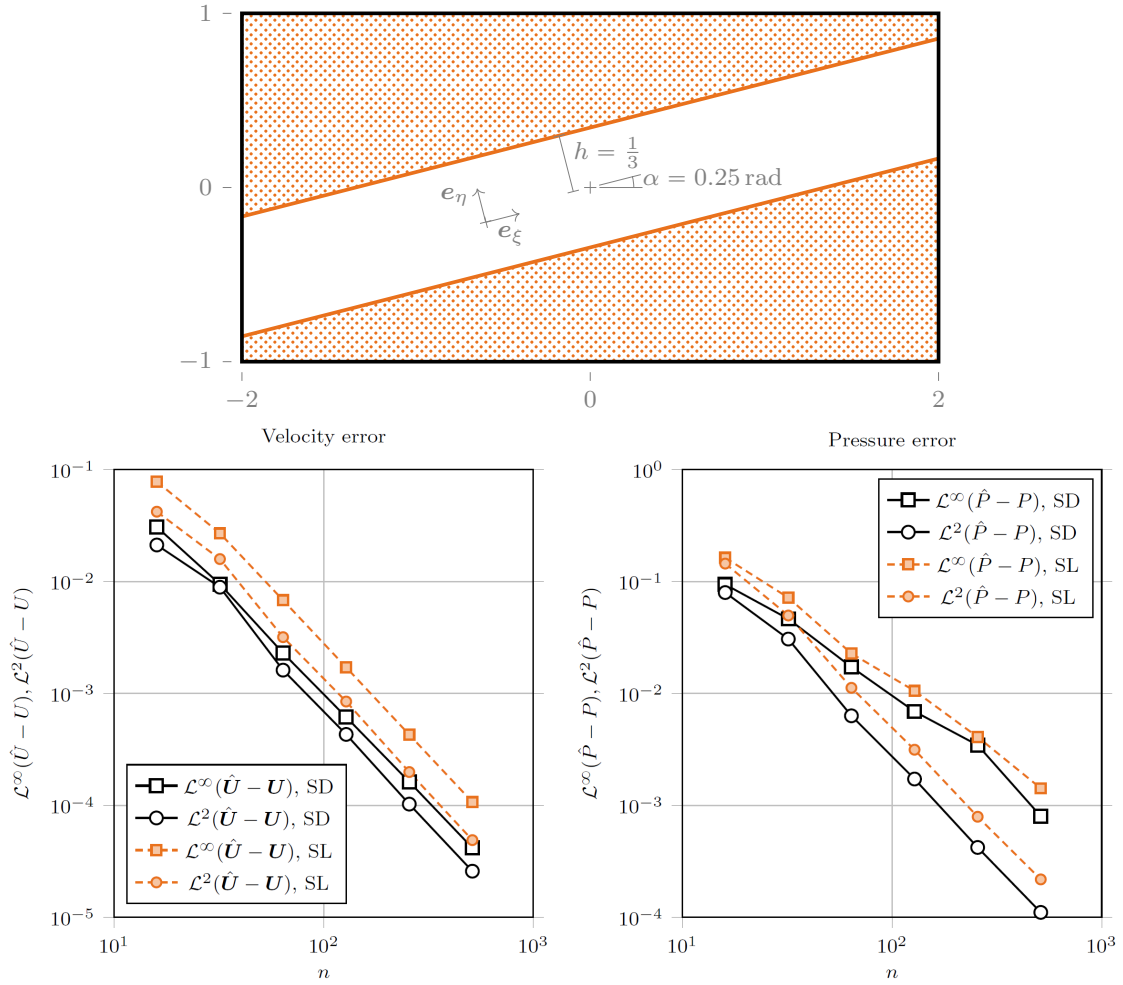 1
h = 1/3
α = 0.25 rad
0
e_η
e_ξ
−1
−2 0 2
Velocity error
Pressure error
10^−1
10^−2
10^−3
10^−4
10^−5
10^1 10^2 10^3
n
ℒ^∞(Û − U), ℒ^2(Û − U)
ℒ^∞(Û − U), SD
ℒ^2(Û − U), SD
ℒ^∞(Û − U), SL
ℒ^2(Û − U), SL
10^0
10^−1
10^−2
10^−3
10^−4
10^1 10^2 10^3
n
ℒ^∞(P̂ − P), ℒ^2(P̂ − P)
ℒ^∞(P̂ − P), SD
ℒ^2(P̂ − P), SD
ℒ^∞(P̂ − P), SL
ℒ^2(P̂ − P), SL